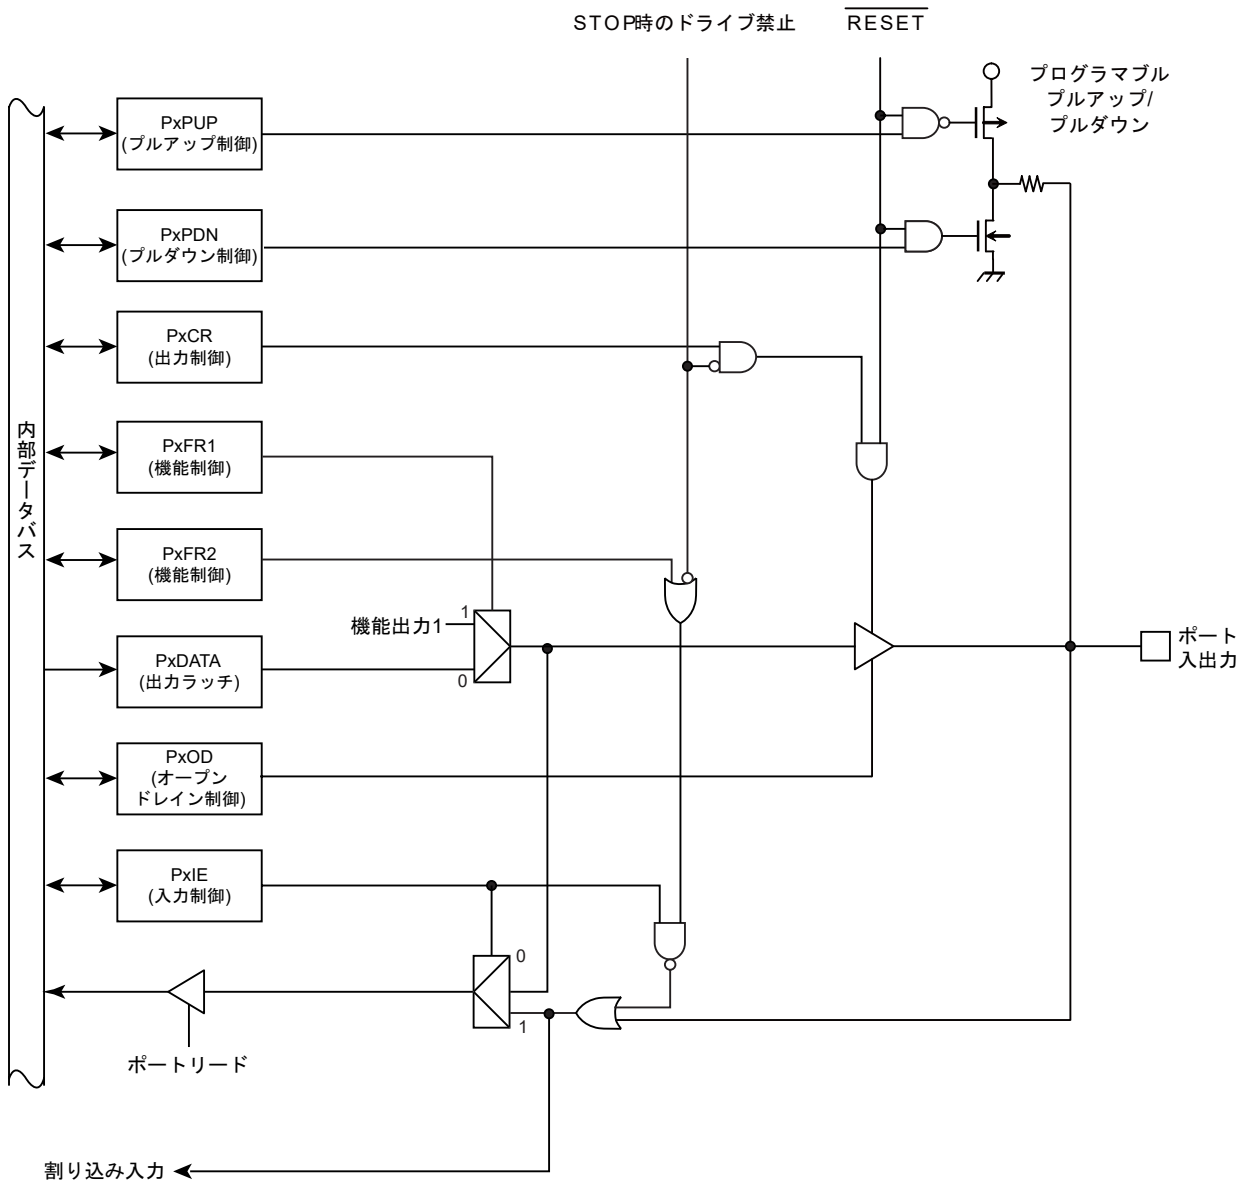 STOP時のドライブ禁止
RESET
プログラマブル
プルアップ/
プルダウン
PxPUP
(プルアップ制御)
PxPDN
(プルダウン制御)
PxCR
(出力制御)
内部データバス
PxFR1
(機能制御)
PxFR2
(機能制御)
機能出力1
1
0
PxDATA
(出力ラッチ)
ポート
入出力
PxOD
(オープン
ドレイン制御)
PxIE
(入力制御)
0
1
ポートリード
割り込み入力